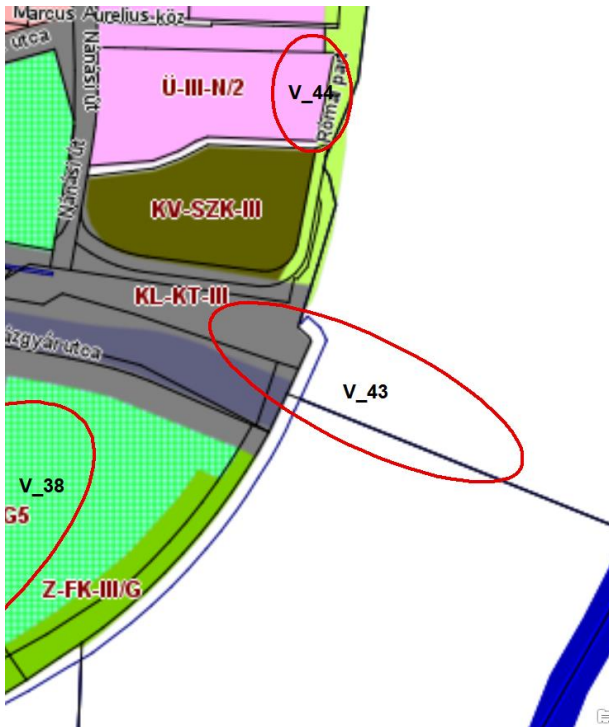 Marcus Aurelius-köz
utca
Nánási út
Ü-III-N/2
V_44
Római part
Nánási út
KV-SZK-III
KL-KT-III
ázgyár utca
V_43
V_38
G5
Z-FK-III/G